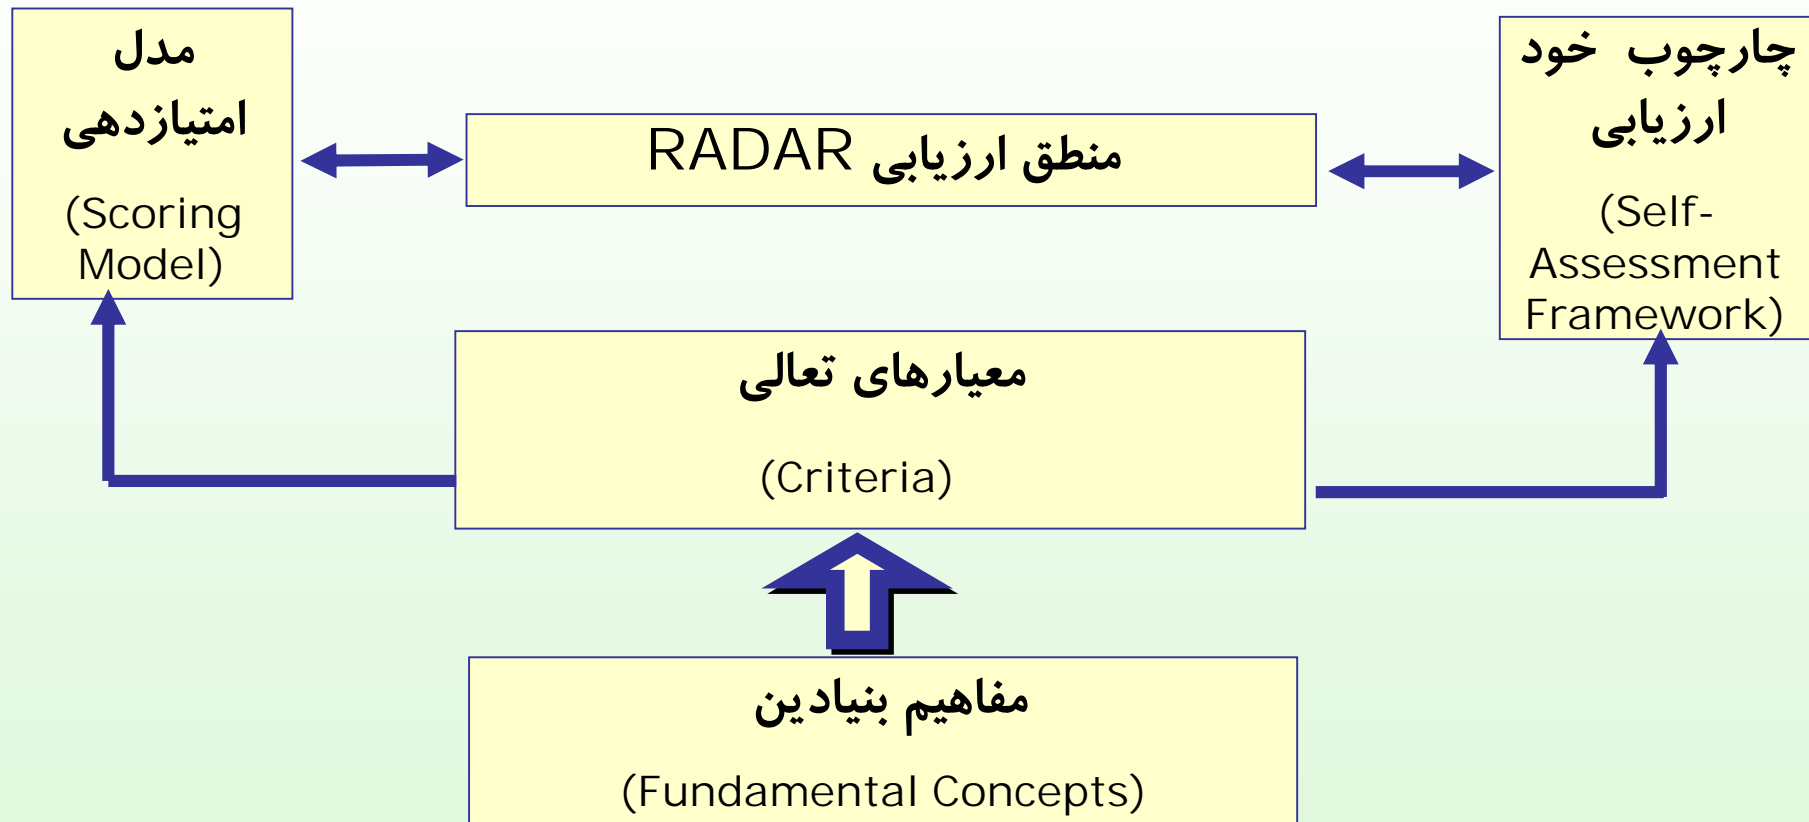 چارچوب خود
ارزیابی
(Self-
Assessment
Framework)
منطق ارزیابی RADAR
مدل
امتیازدهی
(Scoring
Model)
معیارهای تعالی
(Criteria)
مفاهیم بنیادین
(Fundamental Concepts)